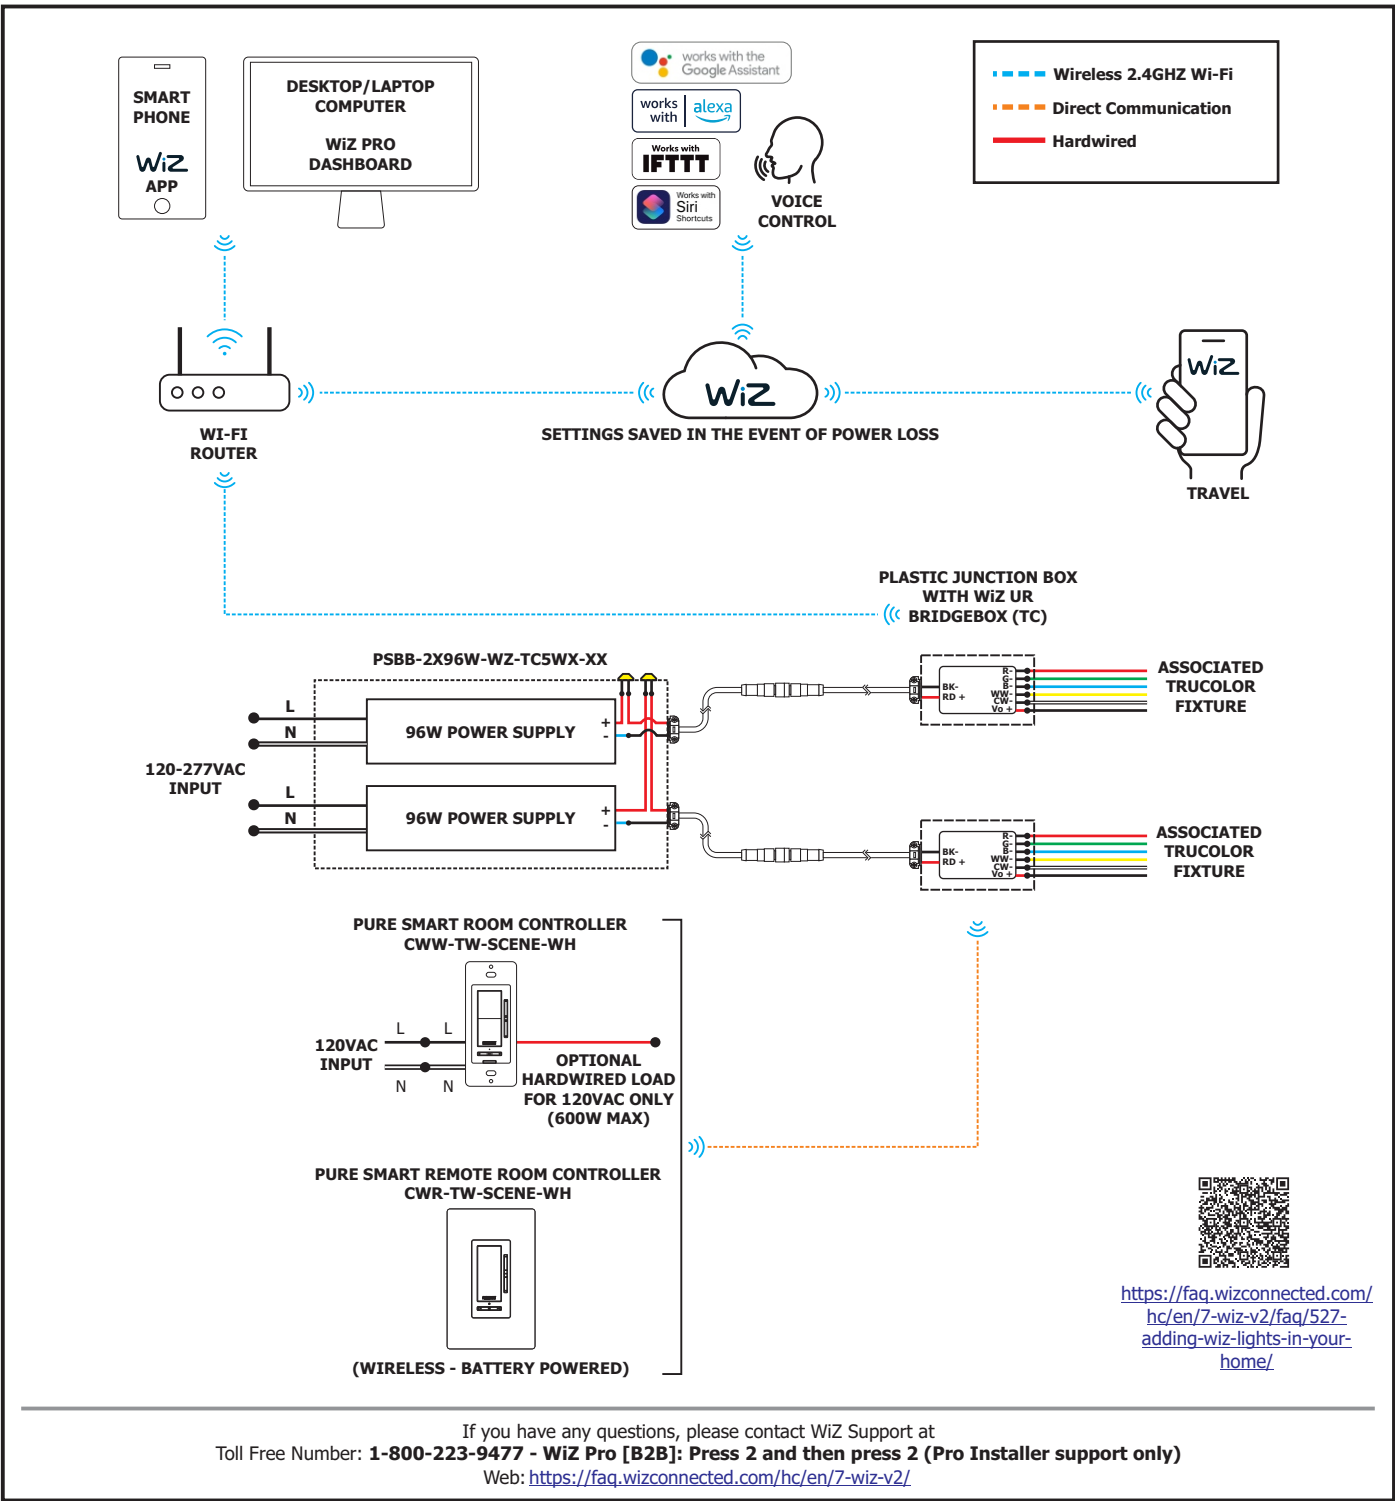 SMART
PHONE
WiZ
APP
DESKTOP/LAPTOP
COMPUTER
WiZ PRO
DASHBOARD
works with the
Google Assistant
works
with
alexa
Works with
IFTTT
Works with
Siri
Shortcuts
VOICE
CONTROL
Wireless 2.4GHZ Wi-Fi
Direct Communication
Hardwired
WI-FI
ROUTER
WiZ
SETTINGS SAVED IN THE EVENT OF POWER LOSS
WiZ
TRAVEL
PLASTIC JUNCTION BOX
WITH WiZ UR
BRIDGEBOX (TC)
PSBB-2X96W-WZ-TC5WX-XX
L
N
120-277VAC
INPUT
L
N
96W POWER SUPPLY
+
-
96W POWER SUPPLY
+
-
BK-
RD +
R-
G-
B-
WW-
CW-
Vo +
ASSOCIATED
TRUCOLOR
FIXTURE
BK-
RD +
R-
G-
B-
WW-
CW-
Vo +
ASSOCIATED
TRUCOLOR
FIXTURE
PURE SMART ROOM CONTROLLER
CWW-TW-SCENE-WH
L L
120VAC
INPUT
N N
OPTIONAL
HARDWIRED LOAD
FOR 120VAC ONLY
(600W MAX)
PURE SMART REMOTE ROOM CONTROLLER
CWR-TW-SCENE-WH
(WIRELESS - BATTERY POWERED)
https://faq.wizconnected.com/
hc/en/7-wiz-v2/faq/527-
adding-wiz-lights-in-your-
home/
If you have any questions, please contact WiZ Support at
Toll Free Number: 1-800-223-9477 - WiZ Pro [B2B]: Press 2 and then press 2 (Pro Installer support only)
Web: https://faq.wizconnected.com/hc/en/7-wiz-v2/